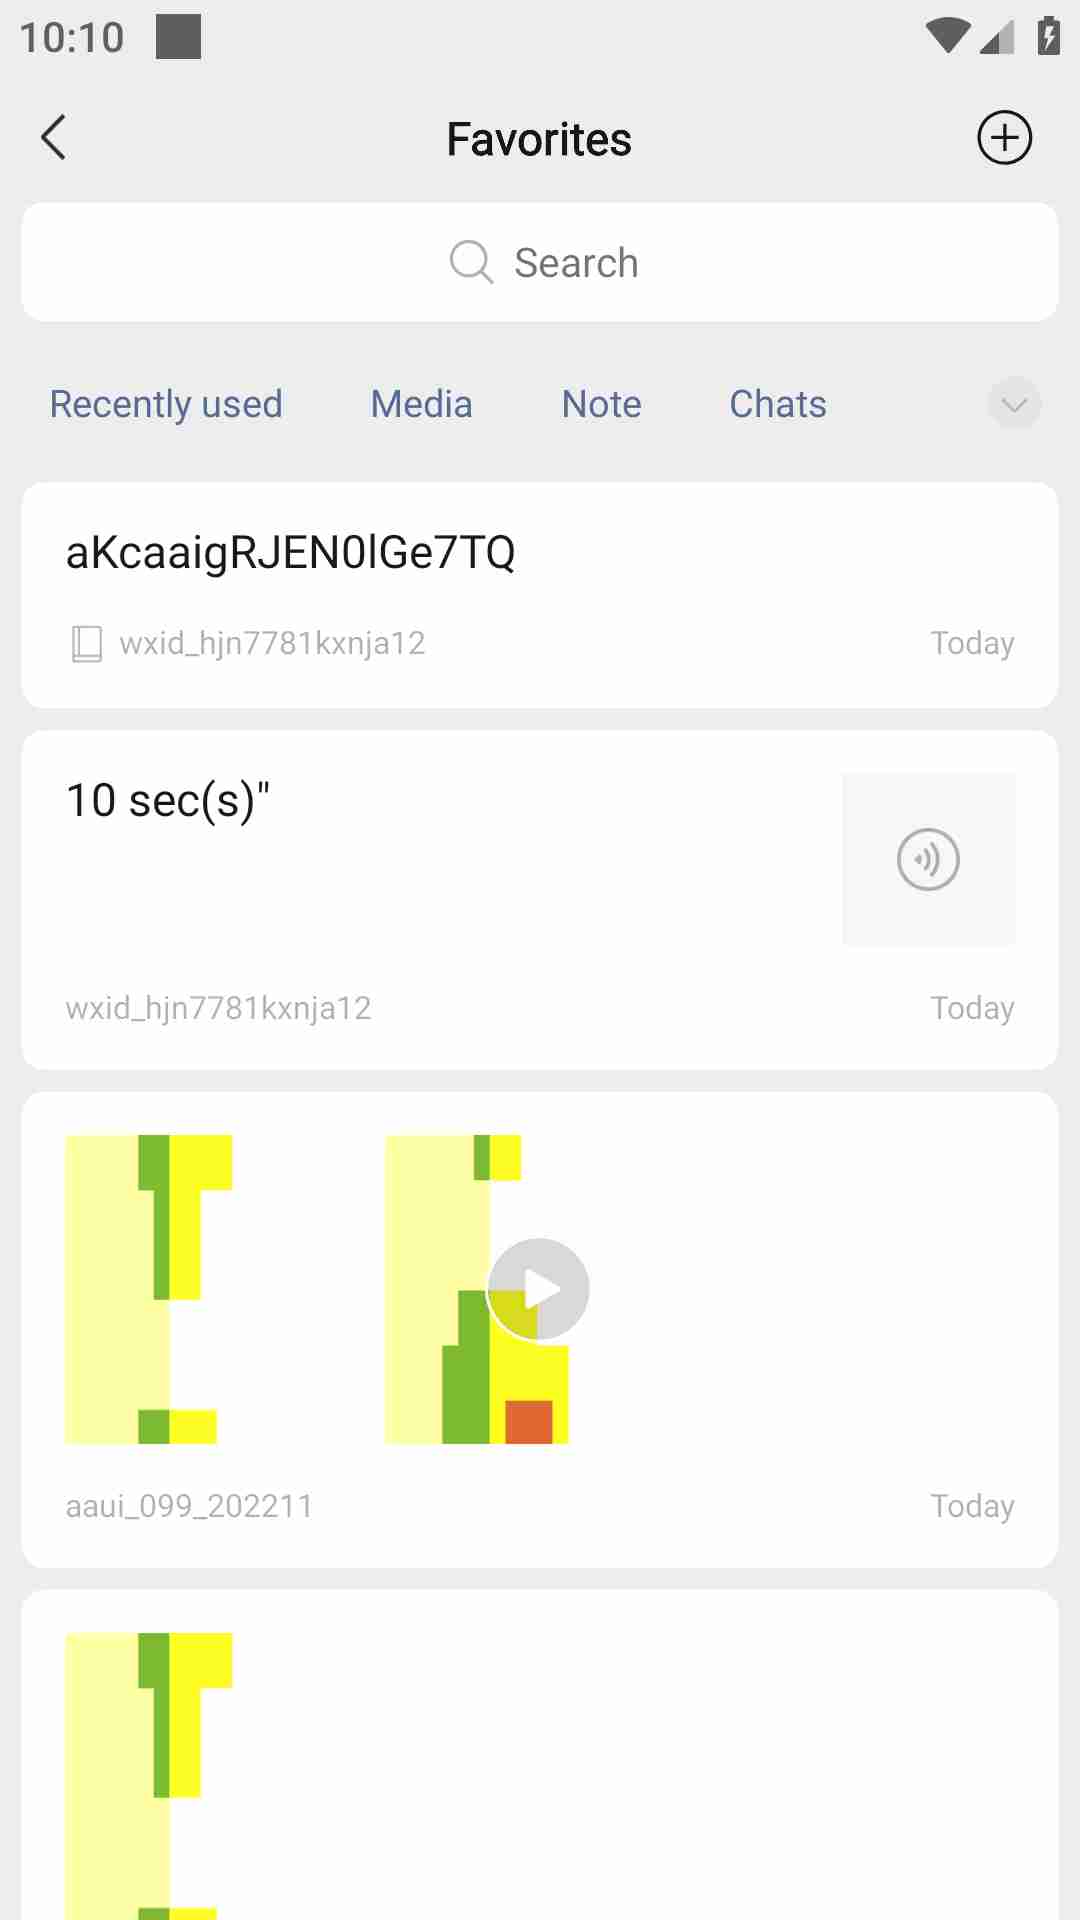 10:10
Favorites
Search
Recently used Media Note Chats
aKcaaigRJEN0lGe7TQ
wxid_hjn7781kxnja12 Today
10 sec(s)"
wxid_hjn7781kxnja12 Today
aaui_099_202211 Today